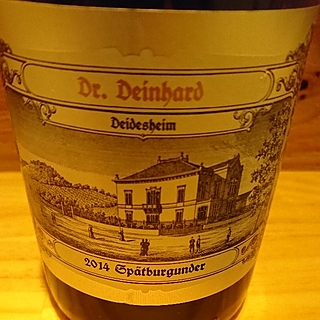 Dr. Deinhard
Deidesheim
2014 Spätburgunder